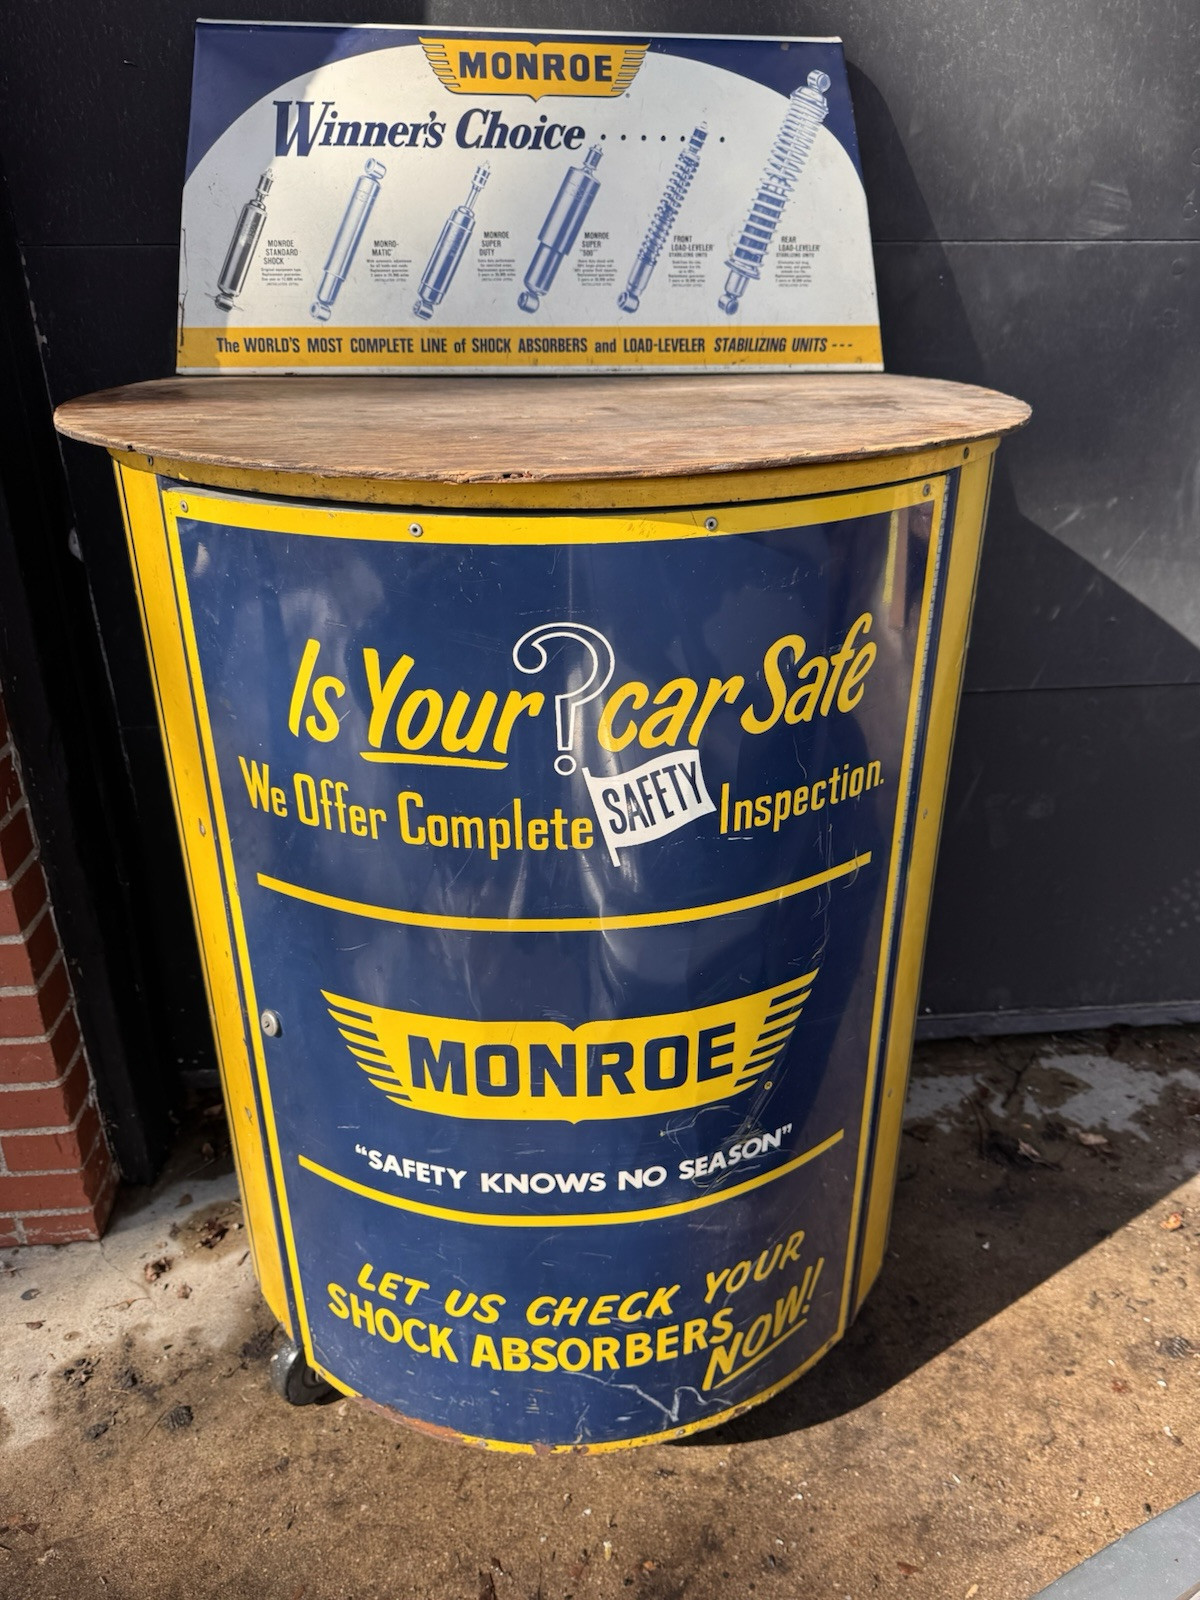 MONROE
Winner's Choice . . . . . . .
MONROE
STANDARD
SHOCK
MONRO-
MATIC
MONROE
SUPER
DUTY
MONROE
SUPER
"500"
FRONT
LOAD-LEVELER
STABILIZING UNITS
REAR
LOAD-LEVELER
STABILIZING UNITS
The WORLD'S MOST COMPLETE LINE of SHOCK ABSORBERS and LOAD-LEVELER STABILIZING UNITS ---
Is Your ? car Safe
We Offer Complete SAFETY Inspection.
MONROE
"SAFETY KNOWS NO SEASON"
LET US CHECK YOUR
SHOCK ABSORBERS
NOW!!